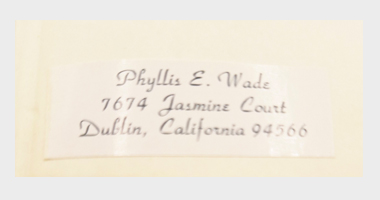 Phyllis E. Wade
7674 Jasmine Court
Dublin, California 94566